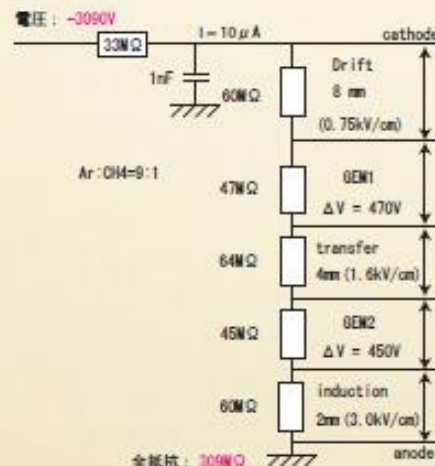 電圧: -3090V
33MΩ
I=10μA
cathode
1nF
60MΩ
Drift
8 mm
(0.75kV/cm)
Ar:CH4=9:1
47MΩ
GEM1
ΔV = 470V
64MΩ
transfer
4mm(1.6kV/cm)
45MΩ
GEM2
ΔV = 450V
60MΩ
induction
2mm(3.0kV/cm)
anode
全抵抗: 309MΩ